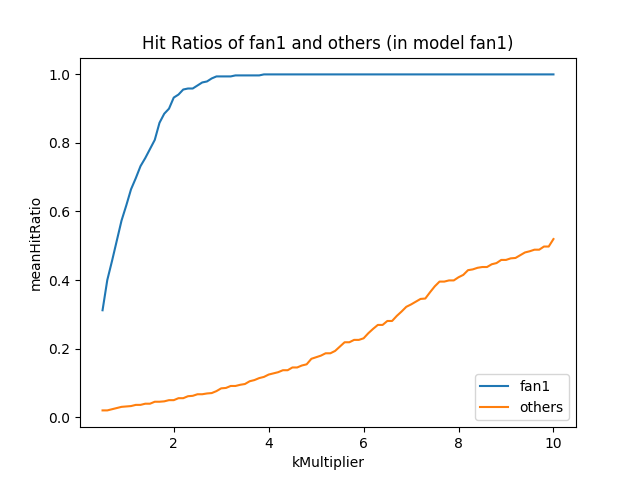 Hit Ratios of fan1 and others (in model fan1)
meanHitRatio
1.0
0.8
0.6
0.4
0.2
0.0
2
4
6
8
10
kMultiplier
fan1
others